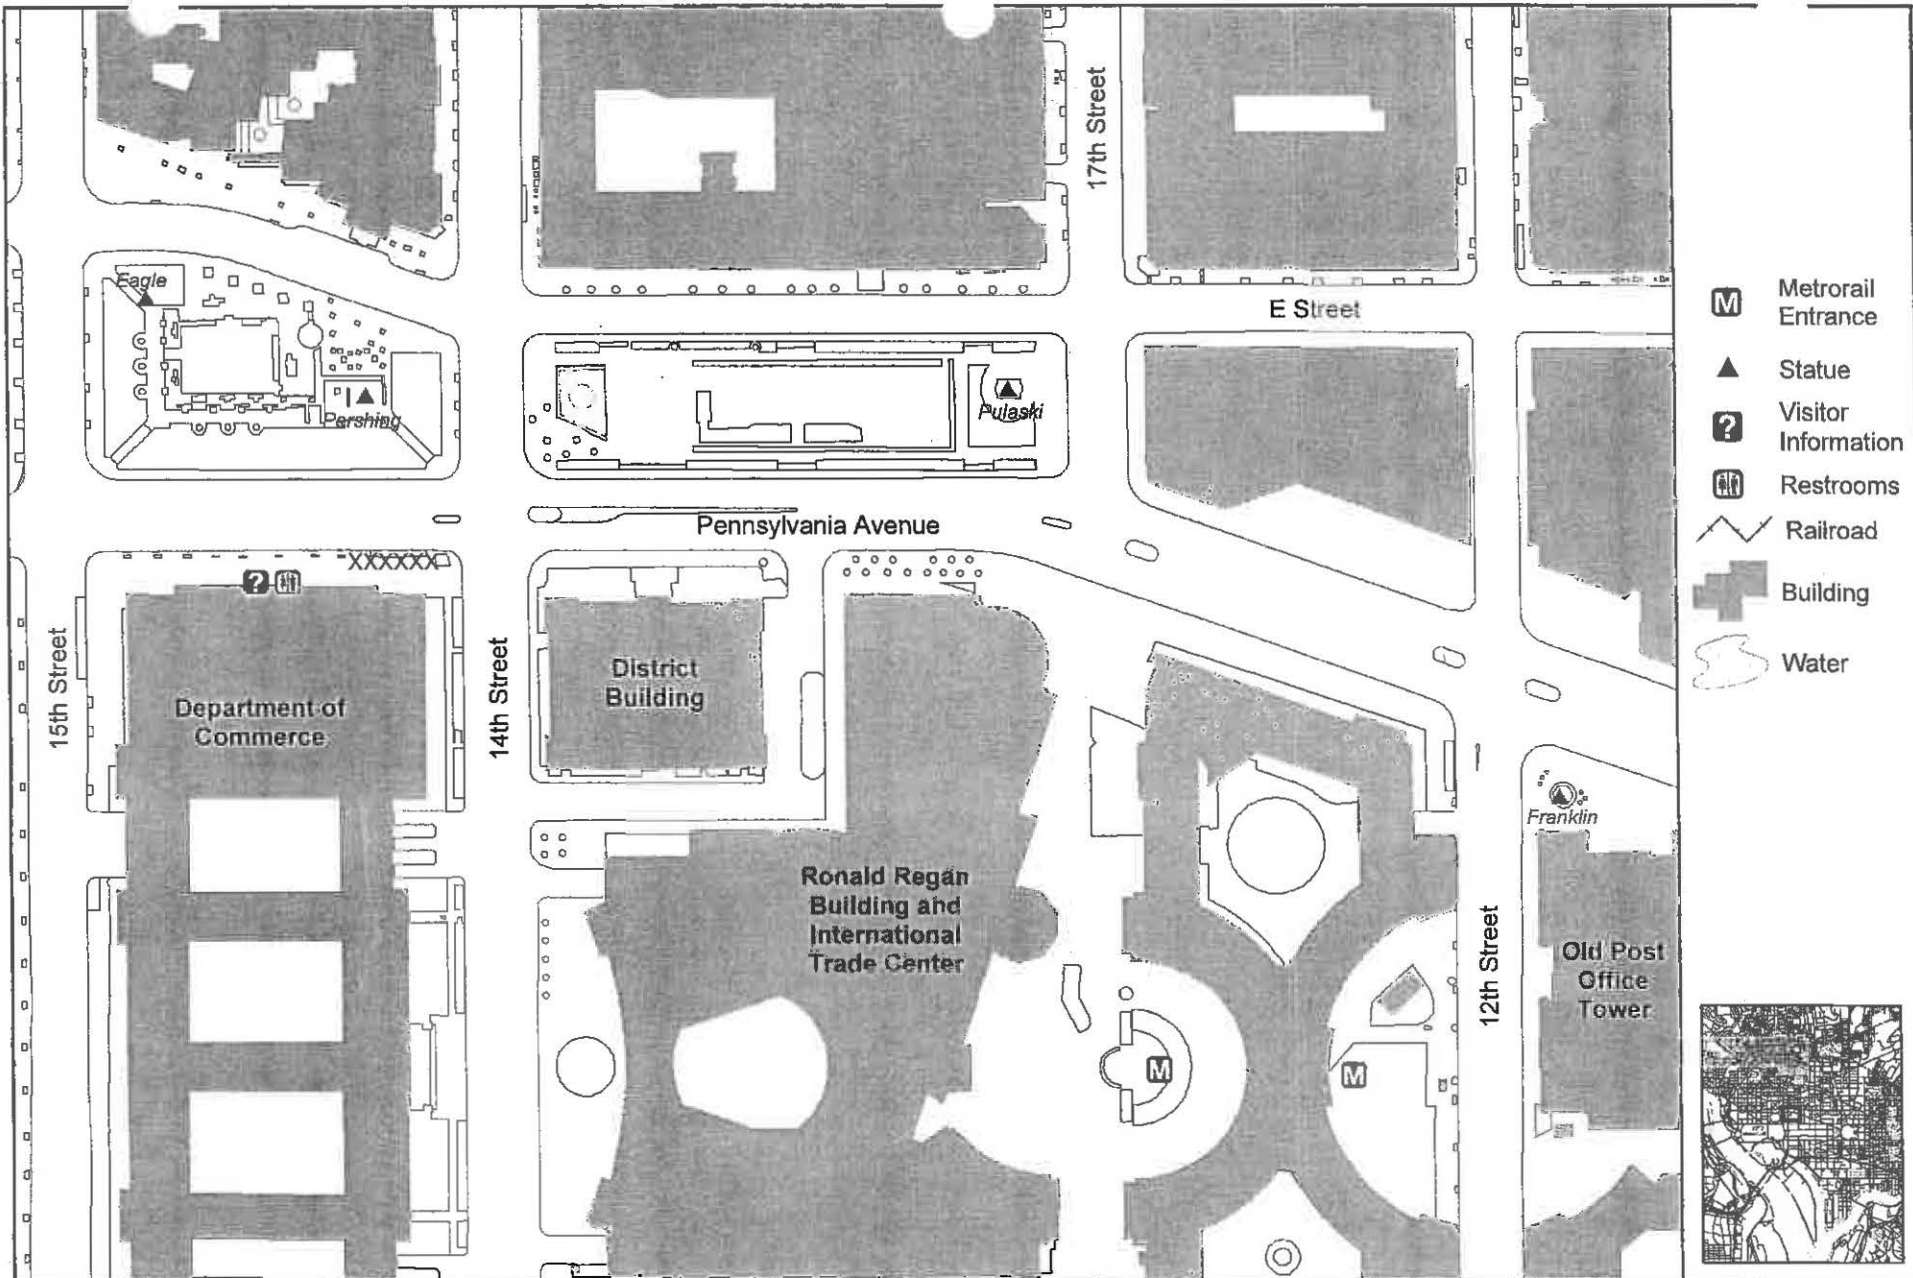 17th Street
E Street
Eagle
Pershing
Pulaski
Pennsylvania Avenue
XXXXXX
?
15th Street
14th Street
Department of
Commerce
District
Building
Ronald Regan
Building and
International
Trade Center
M
M
12th Street
Franklin
Old Post
Office
Tower
M
Metrorail
Entrance
Statue
?
Visitor
Information
Restrooms
Railroad
Building
Water